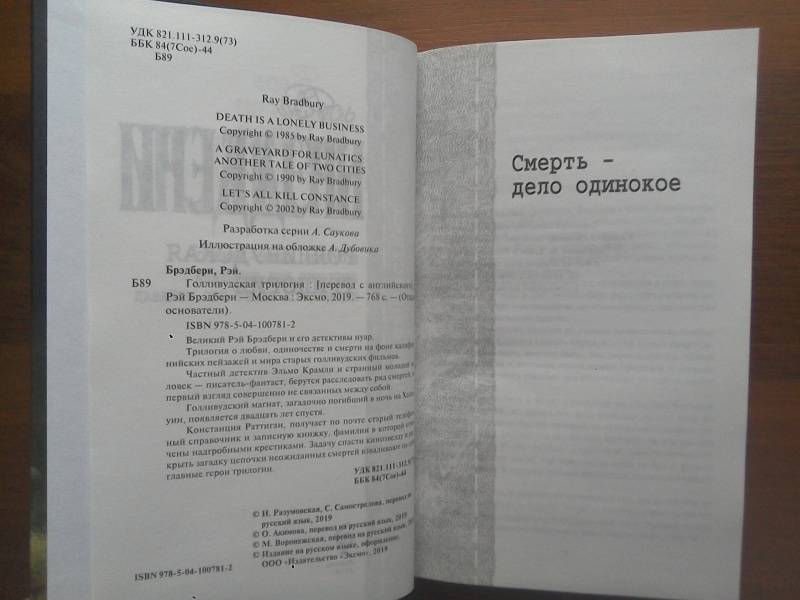 УДК 821.111-312.9(73)
ББК 84(7Сое)-44
Б89
Ray Bradbury
DEATH IS A LONELY BUSINESS
Copyright © 1985 by Ray Bradbury
A GRAVEYARD FOR LUNATICS
ANOTHER TALE OF TWO CITIES
Copyright © 1990 by Ray Bradbury
LET'S ALL KILL CONSTANCE
Copyright © 2002 by Ray Bradbury
Разработка серии А. Саукова
Иллюстрация на обложке А. Дубовика
Брэдбери, Рэй.
Б89 Голливудская трилогия : [перевод с английского]
Рэй Брэдбери — Москва : Эксмо, 2019. — 768 с. — (От
основатели).
ISBN 978-5-04-100781-2
Великий Рэй Брэдбери и его детективы нуар.
Трилогия о любви, одиночестве и смерти на фоне калиф
нийских пейзажей и мира старых голливудских фильмов.
Частный детектив Эльмо Крамли и странный молодой
ловек — писатель-фантаст, берутся расследовать ряд смертей,
первый взгляд совершенно не связанных между собой.
Голливудский магнат, загадочно погибший в ночь на Хэл
уин, появляется двадцать лет спустя.
Констанция Раттиган, получает по почте старый телеф
ный справочник и записную книжку, фамилия в которой
чены надгробными крестиками. Задачу спасти кинозвезду и
крыть загадку цепочки неожиданных смертей взваливают на
главные герои трилогии.
УДК 821.111-312.9(7
ББК 84(7Сое)-44
© И. Разумовская, С. Самострелова, перевод на
русский язык, 2019
© О. Акимова, перевод на русский язык, 2019
© М. Воронежская, перевод на русский язык, 2019
© Издание на русском языке, оформление.
ООО «Издательство «Эксмо», 2019
ISBN 978-5-04-100781-2
Смерть –
дело одинокое